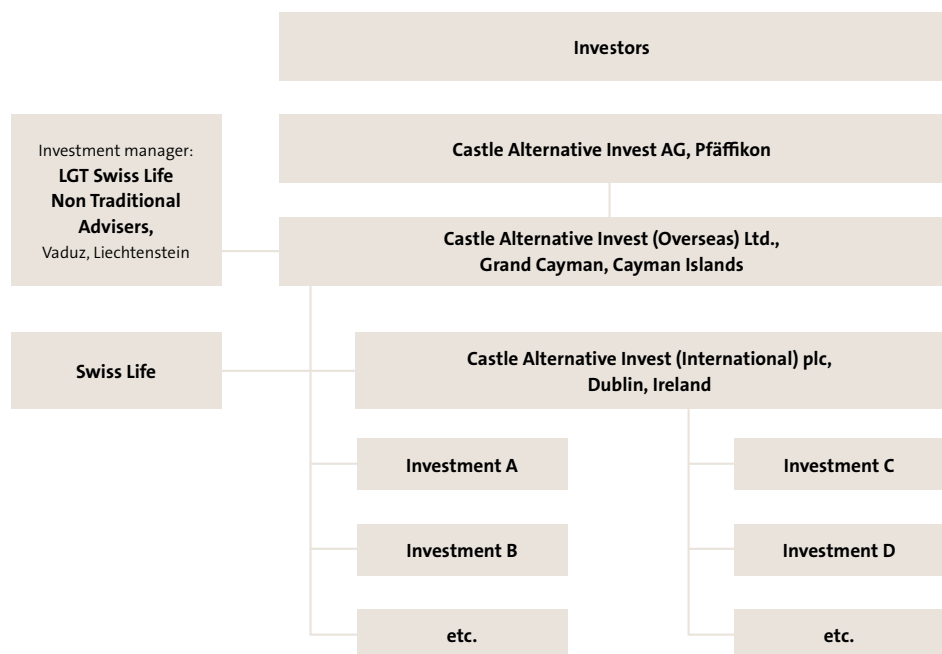 Investors
Investment manager:
LGT Swiss Life
Non Traditional
Advisers,
Vaduz, Liechtenstein
Castle Alternative Invest AG, Pfäffikon
Castle Alternative Invest (Overseas) Ltd.,
Grand Cayman, Cayman Islands
Swiss Life
Castle Alternative Invest (International) plc,
Dublin, Ireland
Investment A
Investment C
Investment B
Investment D
etc.
etc.